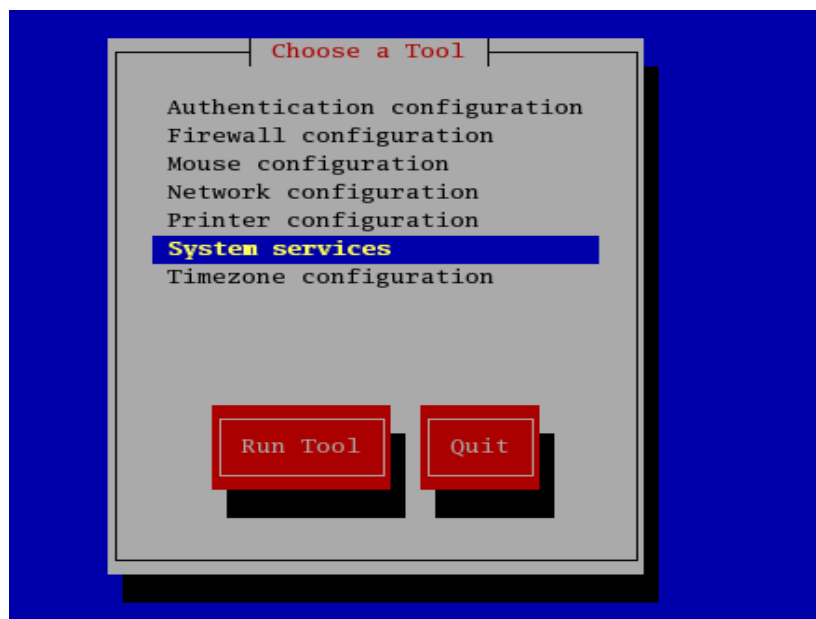 Choose a Tool
Authentication configuration
Firewall configuration
Mouse configuration
Network configuration
Printer configuration
System services
Timezone configuration
Run Tool Quit